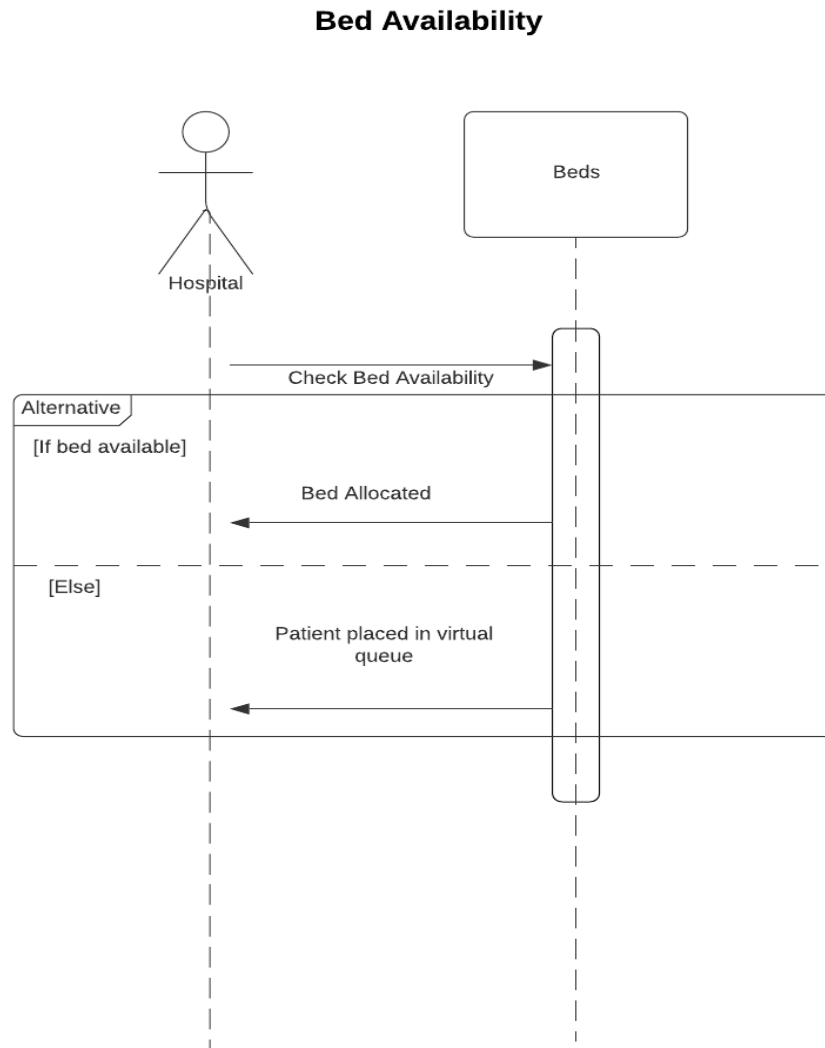 Bed Availability
Beds
Hospital
Check Bed Availability
Alternative
[If bed available]
Bed Allocated
[Else]
Patient placed in virtual
queue